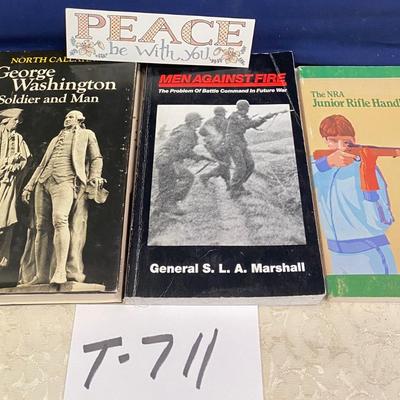 PEACE
be with you.
NORTH CALLAHAN
George
Washington
Soldier and Man
MEN AGAINST FIRE
The Problem Of Battle Command In Future War
General S. L. A. Marshall
The NRA
Junior Rifle Handb
T-711